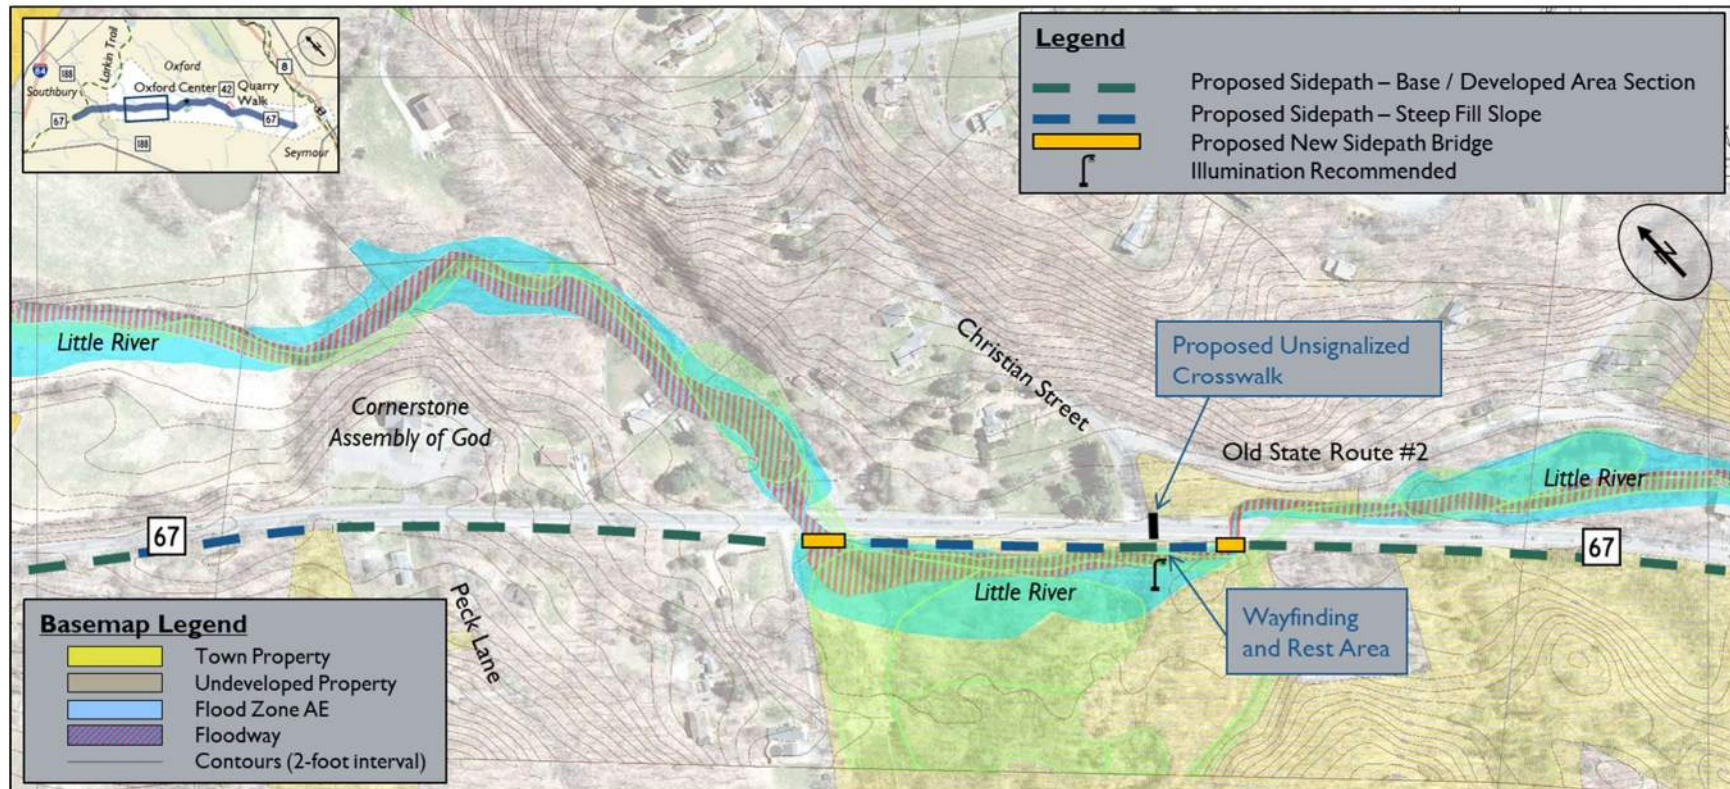 Larkin Trail
84
188
Southbury
67
Oxford
Oxford Center
42
Quarry
Walk
8
67
188
Seymour
N
Legend
Proposed Sidepath – Base / Developed Area Section
Proposed Sidepath – Steep Fill Slope
Proposed New Sidepath Bridge
Illumination Recommended
N
Little River
Cornerstone
Assembly of God
Christian Street
Proposed Unsignalized
Crosswalk
Old State Route #2
Little River
67
67
Peck Lane
Little River
Wayfinding
and Rest Area
Basemap Legend
Town Property
Undeveloped Property
Flood Zone AE
Floodway
Contours (2-foot interval)